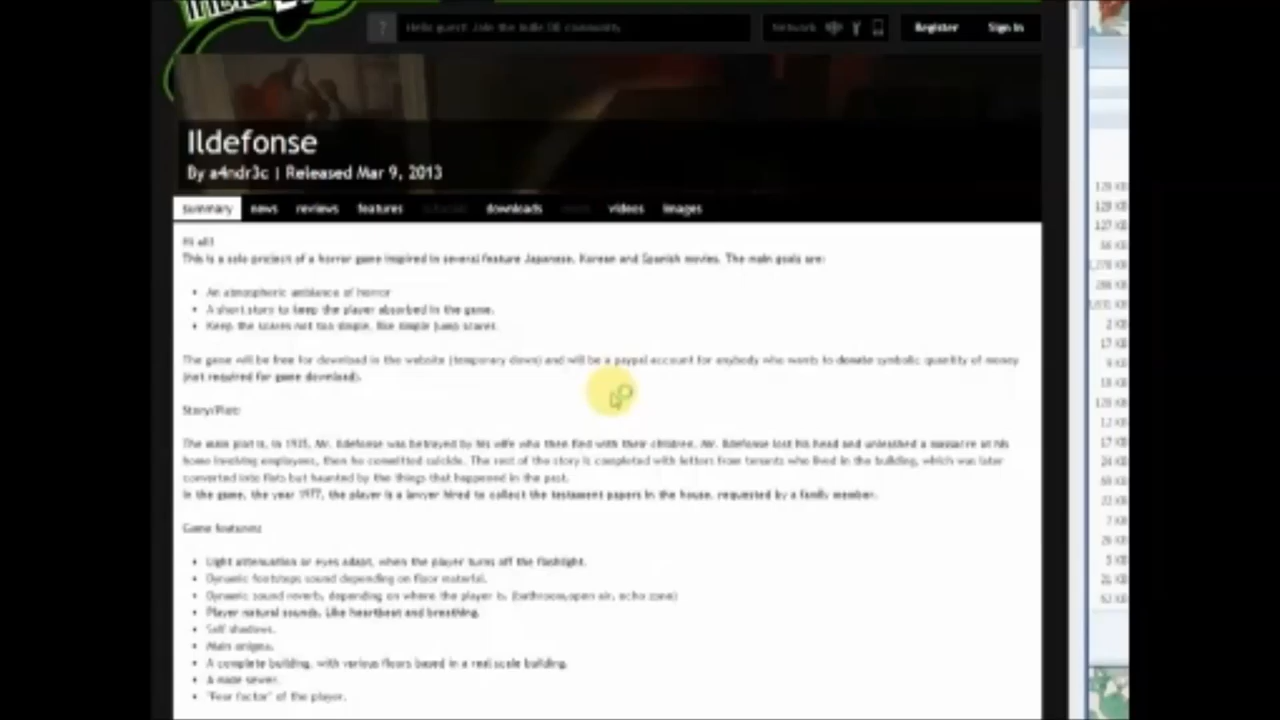 Hello guest! Join the Indie DB community
Network
Register
Sign In
Ildefonse
By a4ndr3c | Released Mar 9, 2013
summary
news
reviews
features
downloads
videos
images
Hi all!
This is a solo project of a horror game inspired in several feature Japanese, Korean and Spanish movies. The main goals are:
• An atmospheric ambiance of horror
• A short story to keep the player absorbed in the game.
• Keep the scares not too simple, like simple jump scares.
The game will be free for download in the website (temporary down) and will be a paypal account for anybody who wants to donate symbolic quantity of money
(not required for game download).
Story/Plot:
The main plot is, in Mr. Ildefonse was betrayed by his wife who then fled with their children. Mr. Ildefonse lost his head and unleashed a massacre at his
home involving employees, then he committed suicide. The rest of the story is completed with letters from tenants who lived in the building, which was later
converted into flats but haunted by the things that happened in the past.
In the game, the year 1977, the player is a lawyer hired to collect the testament papers in the house, requested by a family member.
Game features:
• Light attenuation or eyes adapt, when the player turns off the flashlight.
• Dynamic footsteps sound depending on floor material.
• Dynamic sound reverb, depending on where the player is. (bathroom,open air, echo zone)
• Player natural sounds. Like heartbeat and breathing.
• Self shadows.
• Main enigma.
• A complete building, with various floors based in a real scale building.
• A maze sewer.
• "Fear factor" of the player.